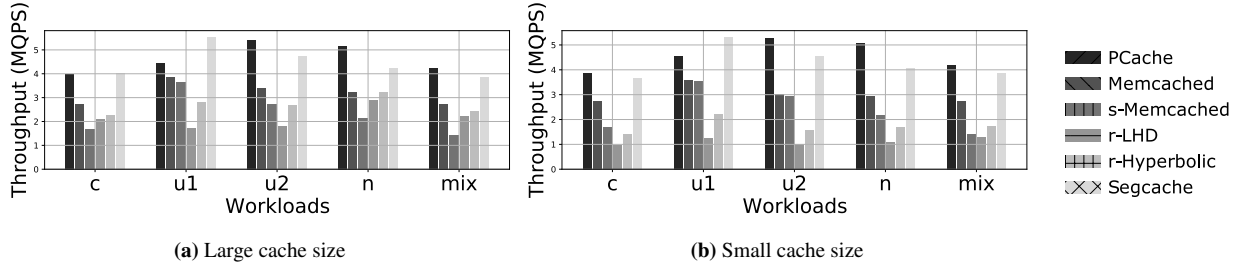 Throughput (MQPS)
5
4
3
2
1
0
c u1 u2 n mix
Workloads
(a) Large cache size
Throughput (MQPS)
5
4
3
2
1
0
c u1 u2 n mix
Workloads
(b) Small cache size
PCache
Memcached
s-Memcached
r-LHD
r-Hyperbolic
Segcache